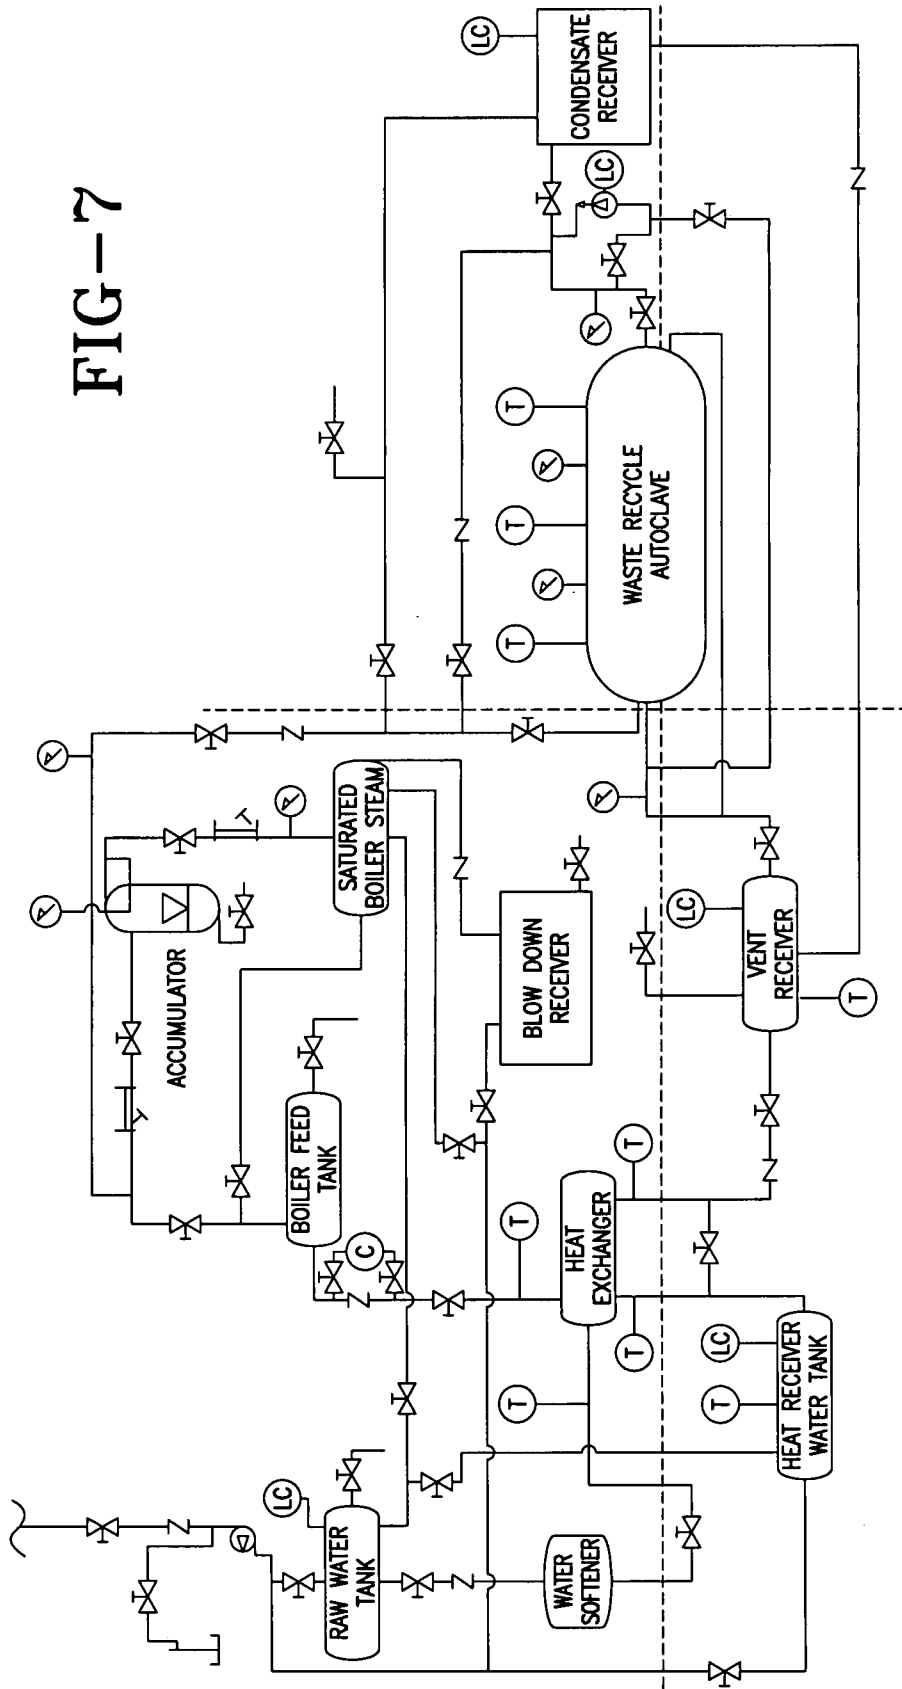 FIG-7
LC
CONDENSATE
RECEIVER
LC
T
T
T
WASTE RECYCLE
AUTOCLAVE
SATURATED
BOILER STEAM
ACCUMULATOR
T
T
BLOW DOWN
RECEIVER
LC
VENT
RECEIVER
T
BOILER FEED
TANK
C
T
HEAT
EXCHANGER
T
T
T
LC
T
HEAT RECEIVER
WATER TANK
LC
RAW WATER
TANK
WATER
SOFTENER